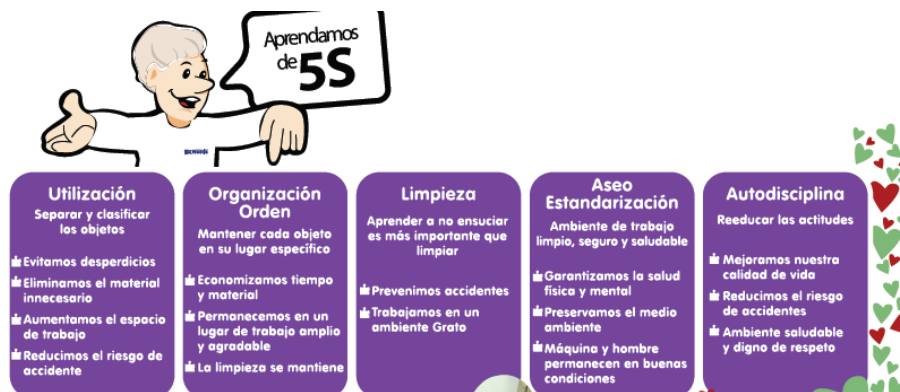 Aprendamos
de 5S
Utilización
Separar y clasificar
los objetos
Evitamos desperdicios
Eliminamos el material
innecesario
Aumentamos el espacio
de trabajo
Reducimos el riesgo de
accidente
Organización
Orden
Mantener cada objeto
en su lugar específico
Economizamos tiempo
y material
Permanecemos en un
lugar de trabajo amplio
y agradable
La limpieza se mantiene
Limpieza
Aprender a no ensuciar
es más importante que
limpiar
Prevenimos accidentes
Trabajamos en un
ambiente Grato
Aseo
Estandarización
Ambiente de trabajo
limpio, seguro y saludable
Garantizamos la salud
física y mental
Preservamos el medio
ambiente
Máquina y hombre
permanecen en buenas
condiciones
Autodisciplina
Reeducar las actitudes
Mejoramos nuestra
calidad de vida
Reducimos el riesgo
de accidentes
Ambiente saludable
y digno de respeto